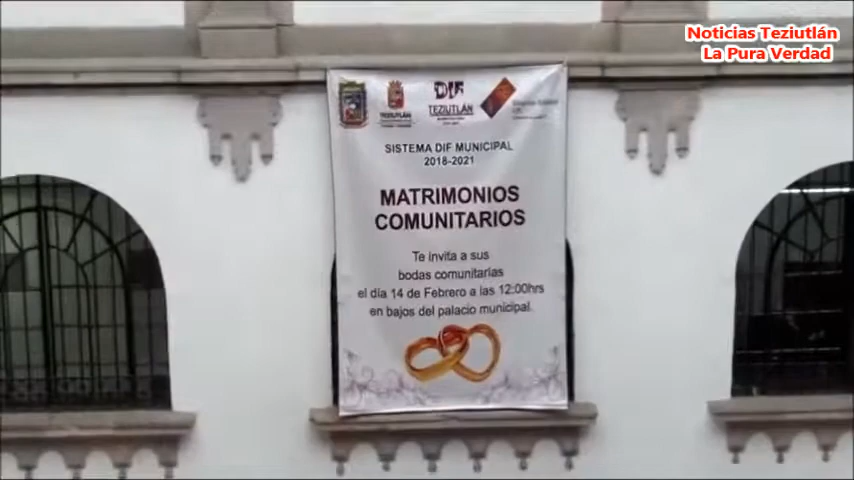 Noticias Teziutlán
La Pura Verdad
TEZIUTLÁN
DIF
TEZIUTLÁN
SISTEMA DIF MUNICIPAL
2018-2021
MATRIMONIOS
COMUNITARIOS
Te invita a sus
bodas comunitarias
el día 14 de Febrero a las 12:00hrs
en bajos del palacio municipal.